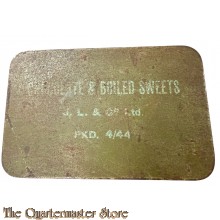 CHOCOLATE & BOILED SWEETS
J. L. & Co Ltd.
PKD. 4/44
The Quartermaster Store